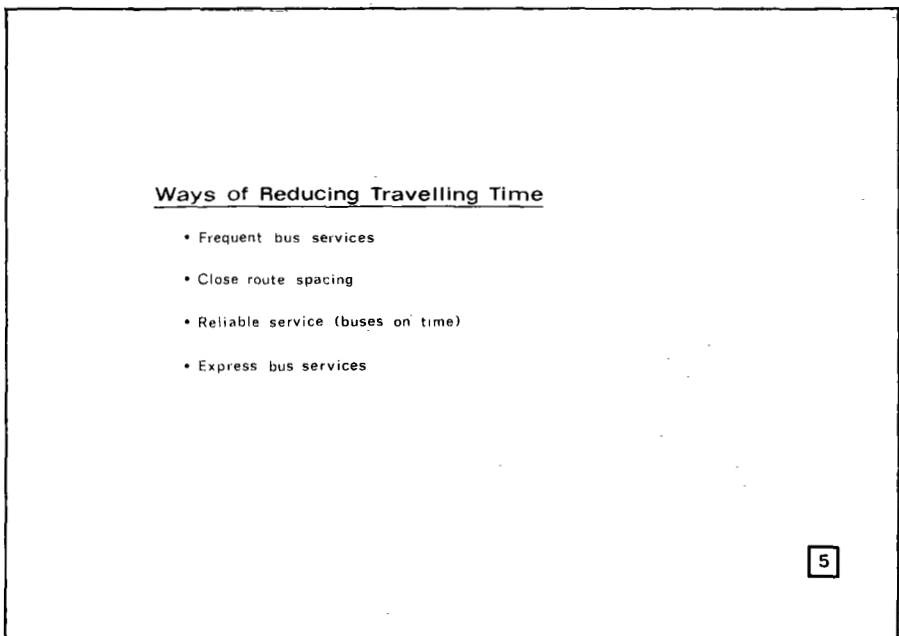 Ways of Reducing Travelling Time
• Frequent bus services
• Close route spacing
• Reliable service (buses on time)
• Express bus services
5